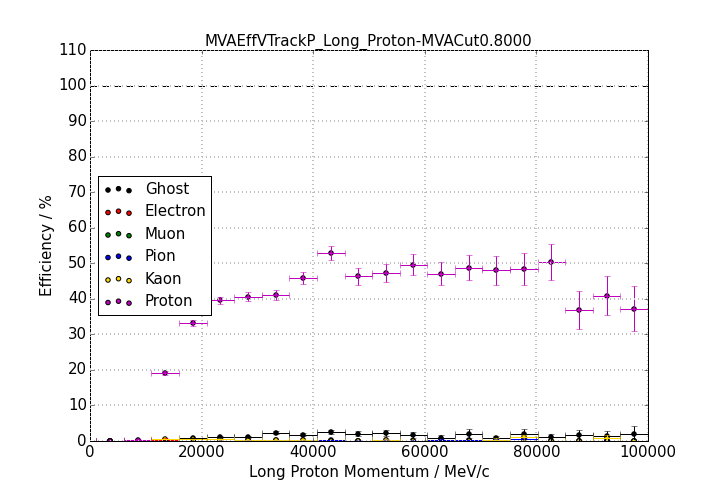 MVAEffVTrackP_Long_Proton-MVACut0.8000
110
100
90
80
70
60
50
40
30
20
10
0
Efficiency / %
Ghost
Electron
Muon
Pion
Kaon
Proton
0 20000 40000 60000 80000 100000
Long Proton Momentum / MeV/c